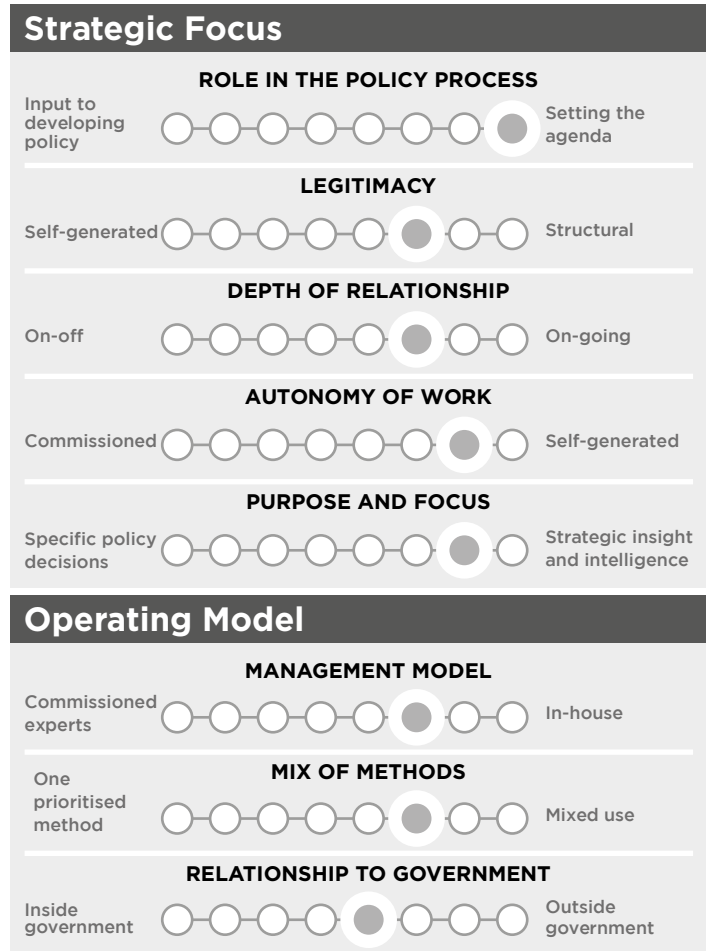 Strategic Focus
ROLE IN THE POLICY PROCESS
Input to
developing
policy
Setting the
agenda
LEGITIMACY
Self-generated
Structural
DEPTH OF RELATIONSHIP
On-off
On-going
AUTONOMY OF WORK
Commissioned
Self-generated
PURPOSE AND FOCUS
Specific policy
decisions
Strategic insight
and intelligence
Operating Model
MANAGEMENT MODEL
Commissioned
experts
In-house
MIX OF METHODS
One
prioritised
method
Mixed use
RELATIONSHIP TO GOVERNMENT
Inside
government
Outside
government